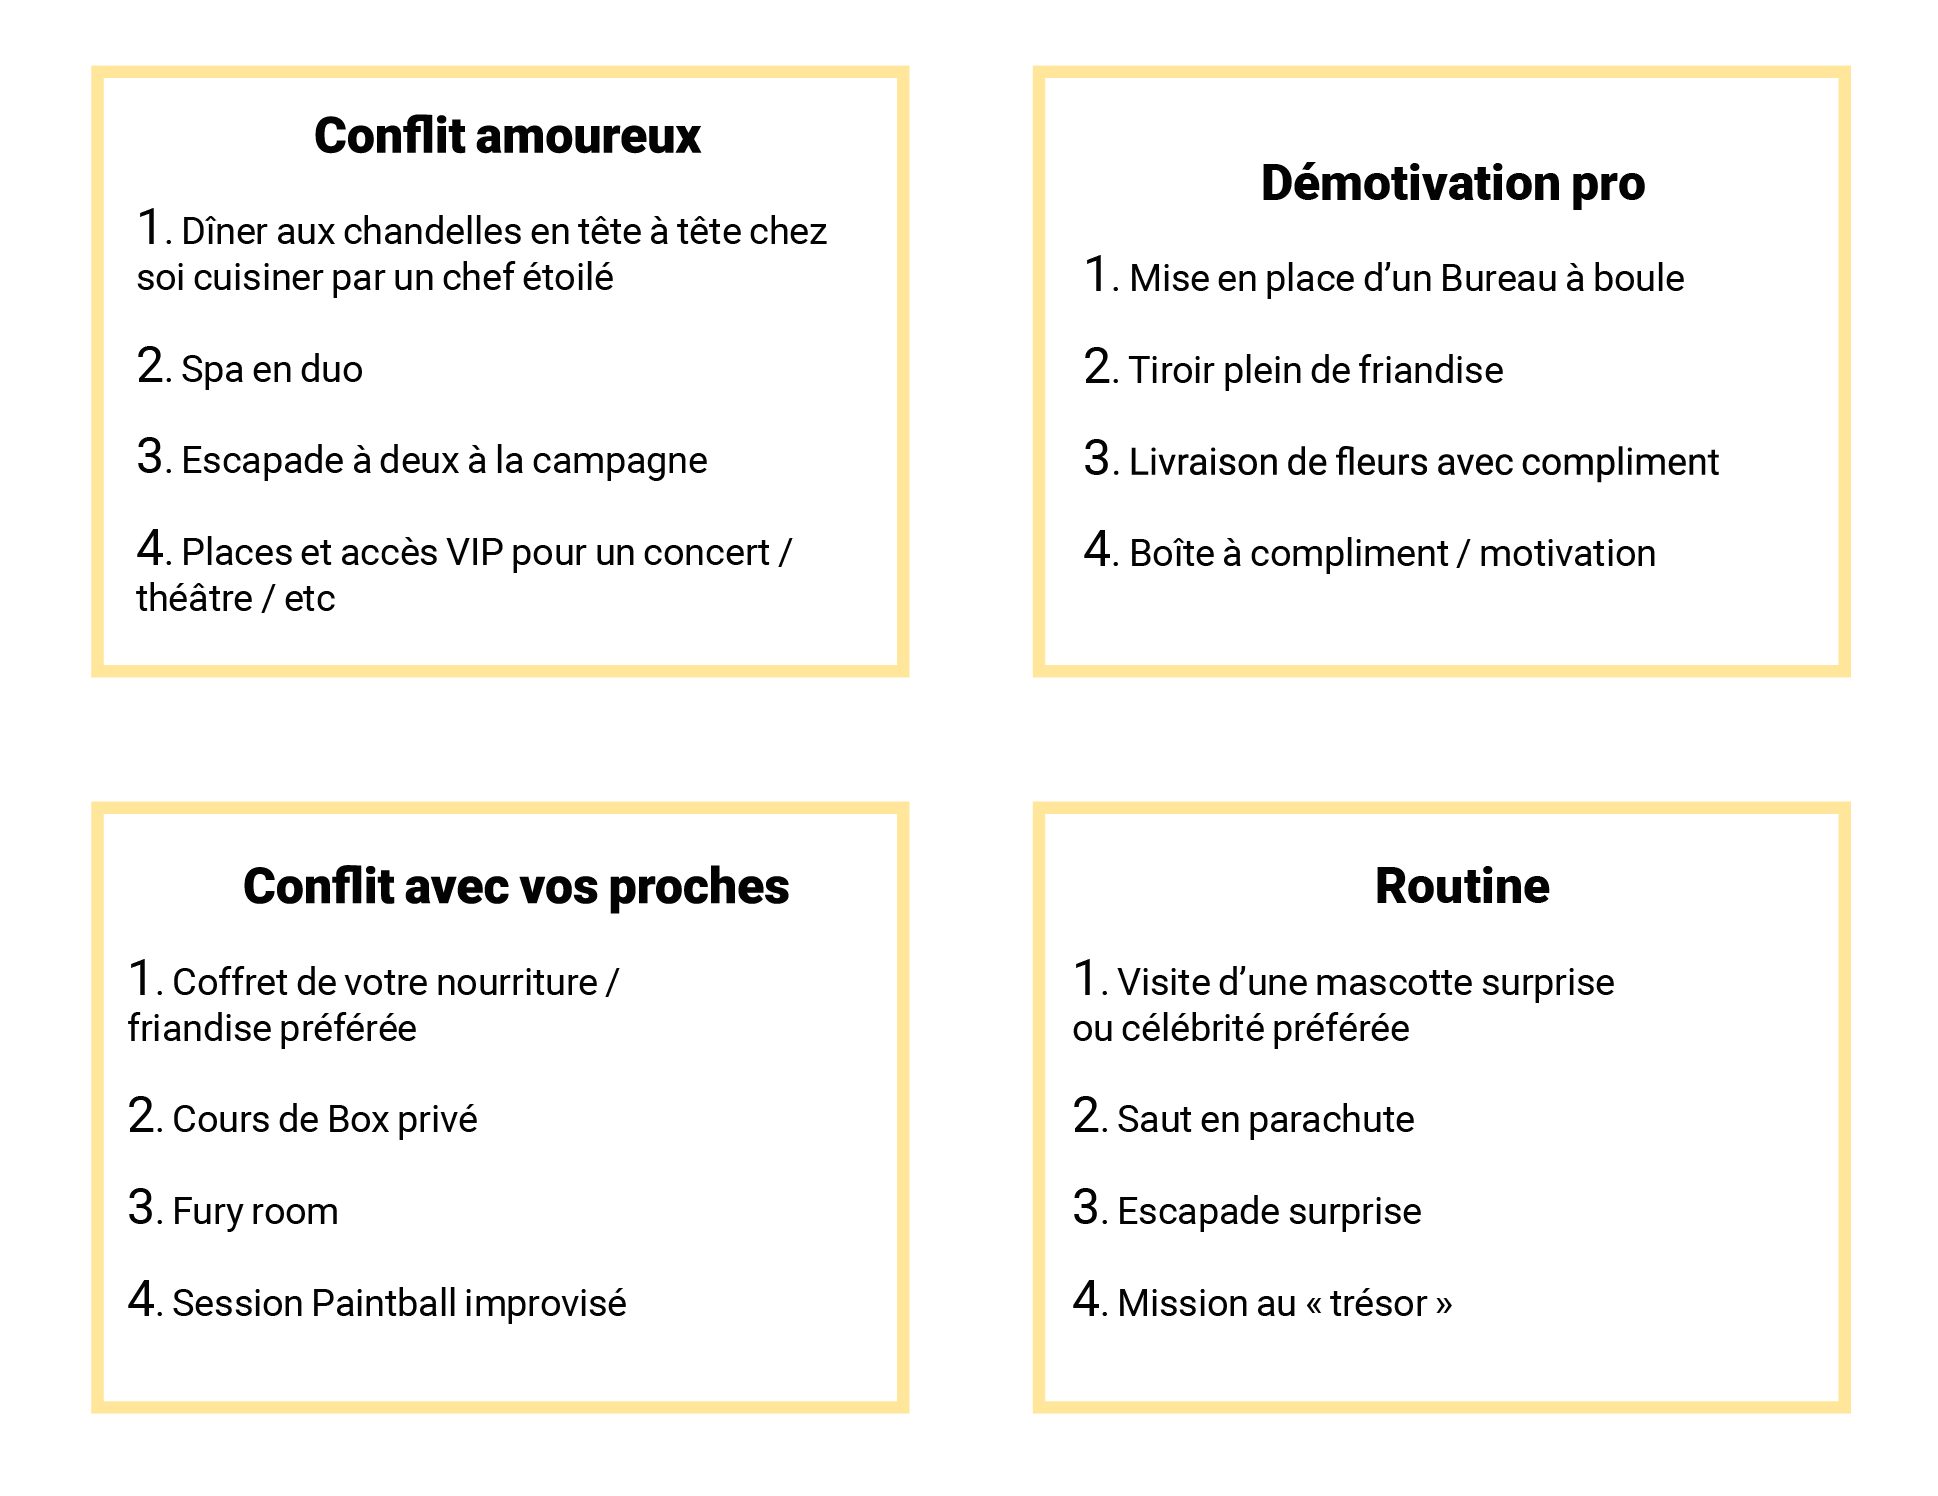 Conflit amoureux
1. Dîner aux chandelles en tête à tête chez
soi cuisiner par un chef étoilé
2. Spa en duo
3. Escapade à deux à la campagne
4. Places et accès VIP pour un concert /
théâtre / etc
Démotivation pro
1. Mise en place d’un Bureau à boule
2. Tiroir plein de friandise
3. Livraison de fleurs avec compliment
4. Boîte à compliment / motivation
Conflit avec vos proches
1. Coffret de votre nourriture /
friandise préférée
2. Cours de Box privé
3. Fury room
4. Session Paintball improvisé
Routine
1. Visite d’une mascotte surprise
ou célébrité préférée
2. Saut en parachute
3. Escapade surprise
4. Mission au « trésor »